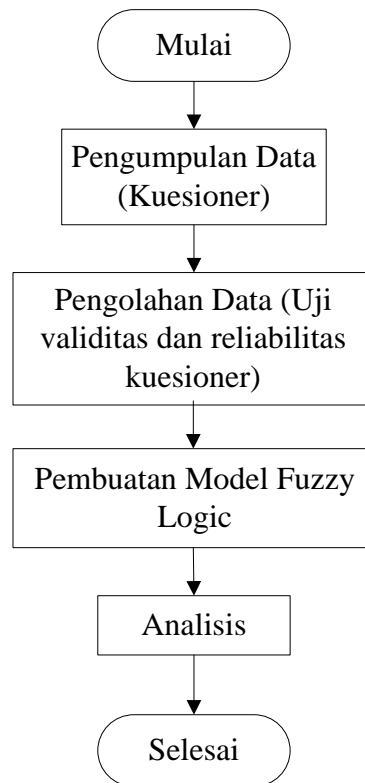 Mulai
Pengumpulan Data
(Kuesioner)
Pengolahan Data (Uji
validitas dan reliabilitas
kuesioner)
Pembuatan Model Fuzzy
Logic
Analisis
Selesai